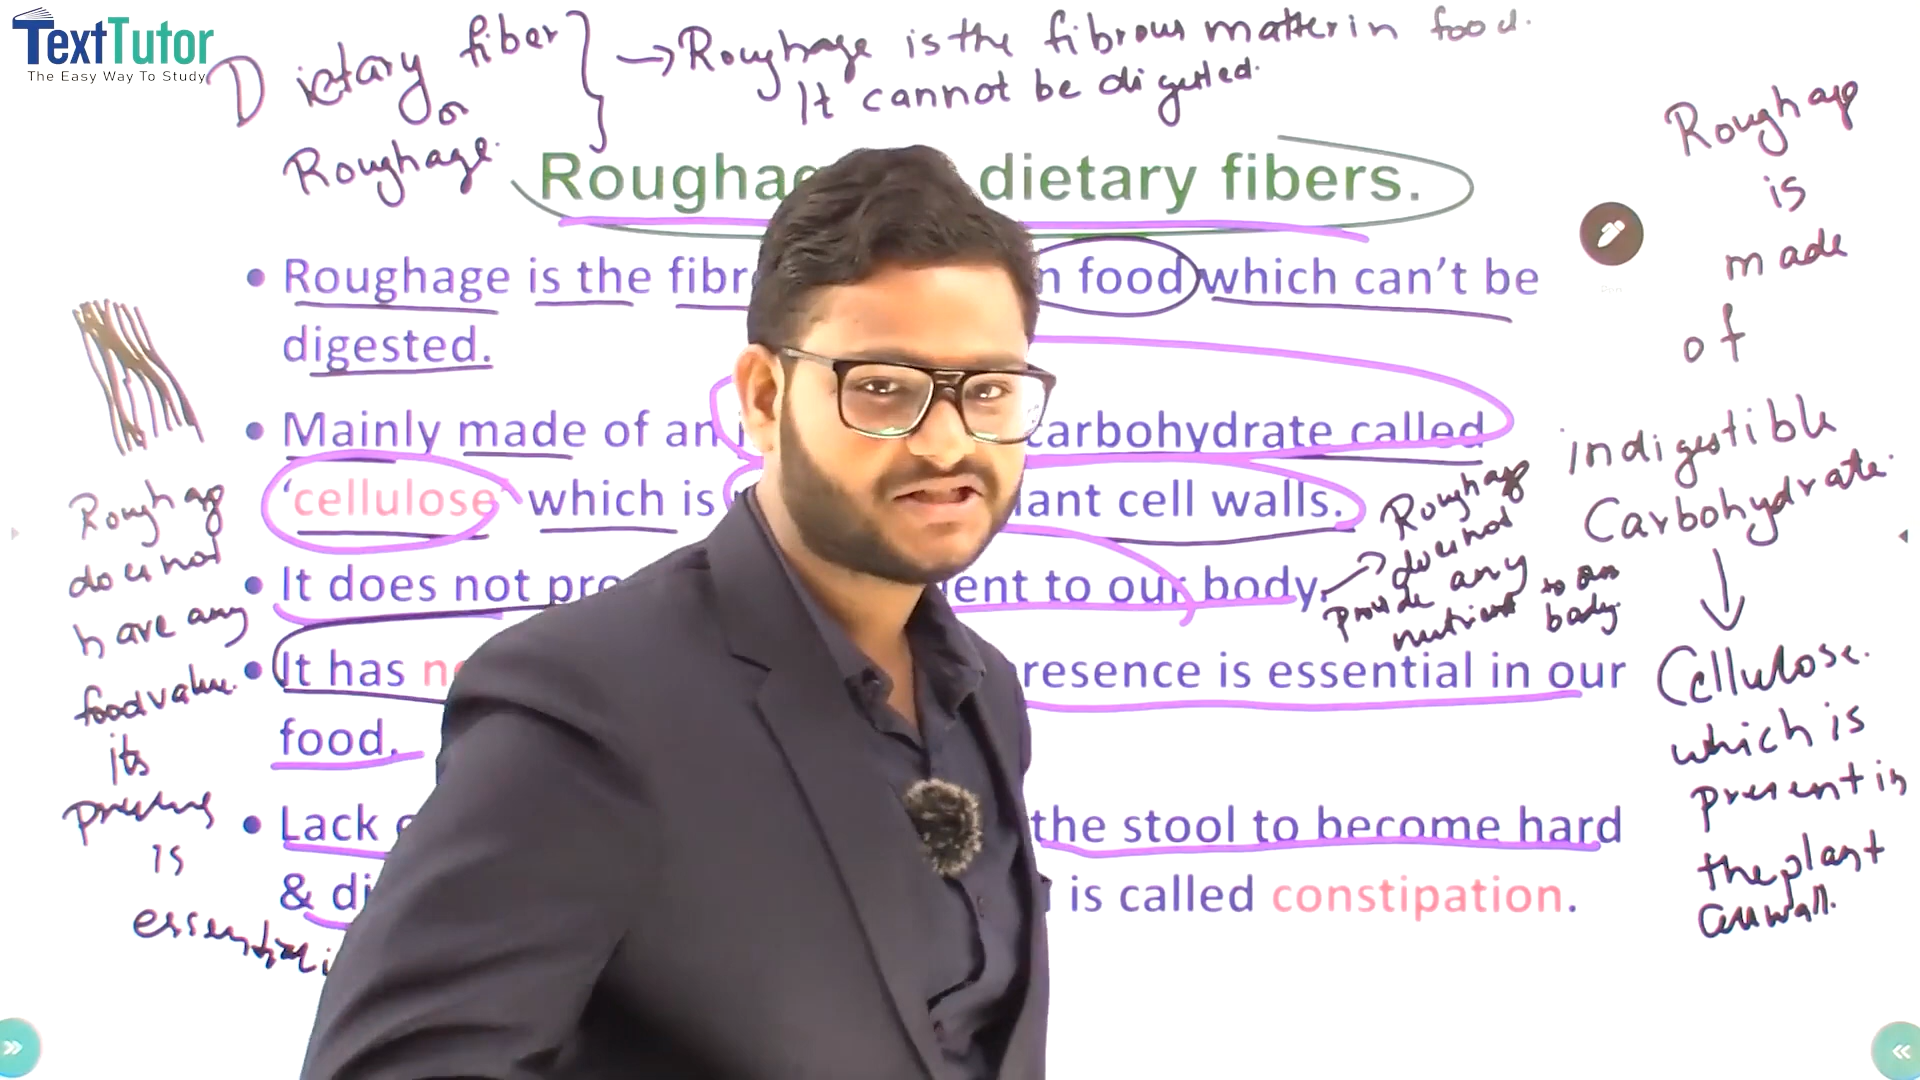 TextTutor
The Easy Way To Study
Dietary fiber
or
Roughage.
→ Roughage is the fibrous matter in food.
It cannot be digested.
Roughag dietary fibers.
• Roughage is the fibr n food which can't be
digested.
• Mainly made of an carbohydrate called
'cellulose' which is lant cell walls.
• It does not pro ent to our body.
• It has n resence is essential in our
food.
• Lack the stool to become hard
& di is called constipation.
Roughage
does not
have any
food value.
its
is
essential
Roughage
does not
provide any
nutrient to our
body.
Roughage
is
made
of
indigestible
Carbohydrate.
Cellulose.
which is
present in
the plant
Cell wall.